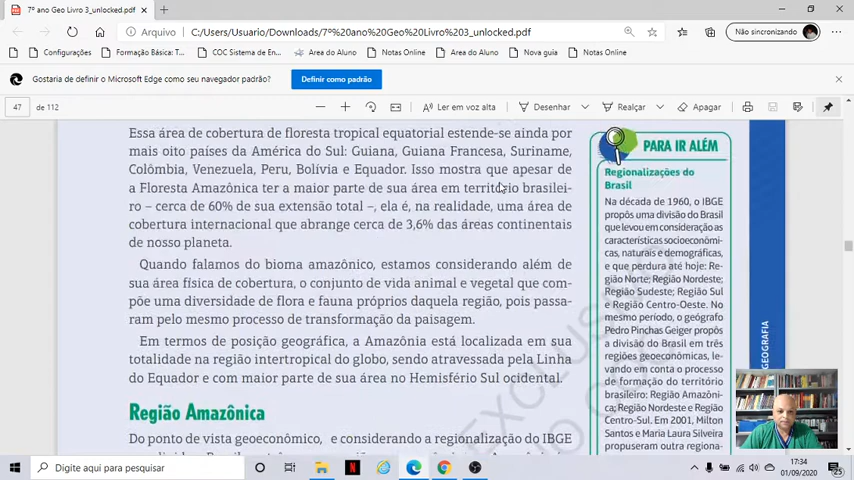 7º ano Geo Livro 3_unlocked.pdf
Arquivo
C:/Users/Usuario/Downloads/7º%20ano%20Geo%20Livro%203_unlocked.pdf
Não sincronizando
Configurações
Formação Básica: T...
COC Sistema de En...
Area do Aluno
Notas Online
Area do Aluno
Nova guia
Notas Online
Gostaria de definir o Microsoft Edge como seu navegador padrão?
Definir como padrão
47
de 112
Ler em voz alta
Desenhar
Realçar
Apagar
Essa área de cobertura de floresta tropical equatorial estende-se ainda por
mais oito países da América do Sul: Guiana, Guiana Francesa, Suriname,
Colômbia, Venezuela, Peru, Bolívia e Equador. Isso mostra que apesar de
a Floresta Amazônica ter a maior parte de sua área em território brasilei-
ro – cerca de 60% de sua extensão total –, ela é, na realidade, uma área de
cobertura internacional que abrange cerca de 3,6% das áreas continentais
de nosso planeta.
Quando falamos do bioma amazônico, estamos considerando além de
sua área física de cobertura, o conjunto de vida animal e vegetal que com-
põe uma diversidade de flora e fauna próprios daquela região, pois passa-
ram pelo mesmo processo de transformação da paisagem.
Em termos de posição geográfica, a Amazônia está localizada em sua
totalidade na região intertropical do globo, sendo atravessada pela Linha
do Equador e com maior parte de sua área no Hemisfério Sul ocidental.
Região Amazônica
Do ponto de vista geoeconômico, e considerando a regionalização do IBGE
PARA IR ALÉM
Regionalizações do
Brasil
Na década de 1960, o IBGE
propôs uma divisão do Brasil
que levou em consideração as
características socioeconômi-
cas, naturais e demográficas,
e que perdura até hoje: Re-
gião Norte; Região Nordeste;
Região Sudeste; Região Sul
e Região Centro-Oeste. No
mesmo período, o geógrafo
Pedro Pinchas Geiger propôs
a divisão do Brasil em três
regiões geoeconômicas, le-
vando em conta o processo
de formação do território
brasileiro: Região Amazôni-
ca; Região Nordeste e Região
Centro-Sul. Em 2001, Milton
Santos e Maria Laura Silveira
propuseram outra regiona-
GEOGRAFIA
EXCLUSIVO
Digite aqui para pesquisar
17:34
01/09/2020
25